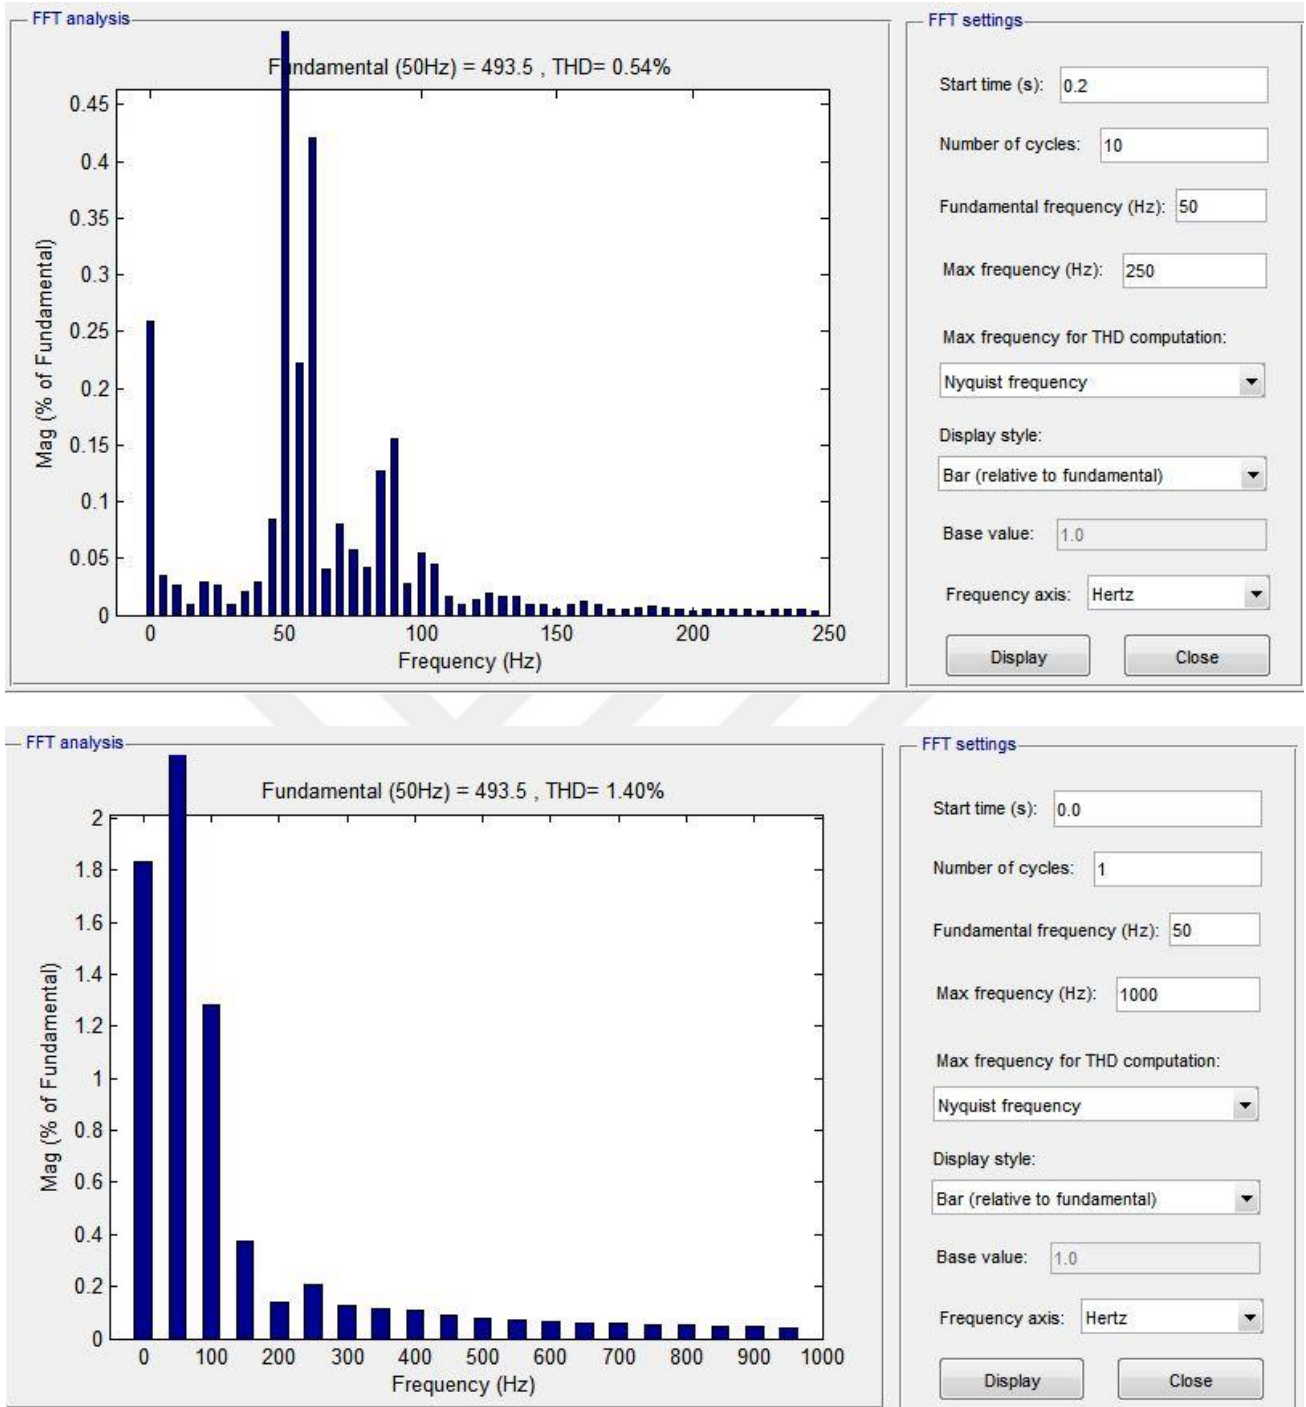 FFT analysis
Fundamental (50Hz) = 493.5 , THD= 0.54%
0.45
0.4
0.35
0.3
0.25
0.2
0.15
0.1
0.05
0
Mag (% of Fundamental)
0 50 100 150 200 250
Frequency (Hz)
FFT settings
Start time (s): 0.2
Number of cycles: 10
Fundamental frequency (Hz): 50
Max frequency (Hz): 250
Max frequency for THD computation:
Nyquist frequency
Display style:
Bar (relative to fundamental)
Base value: 1.0
Frequency axis: Hertz
Display Close
FFT analysis
Fundamental (50Hz) = 493.5 , THD= 1.40%
2
1.8
1.6
1.4
1.2
1
0.8
0.6
0.4
0.2
0
Mag (% of Fundamental)
0 100 200 300 400 500 600 700 800 900 1000
Frequency (Hz)
FFT settings
Start time (s): 0.0
Number of cycles: 1
Fundamental frequency (Hz): 50
Max frequency (Hz): 1000
Max frequency for THD computation:
Nyquist frequency
Display style:
Bar (relative to fundamental)
Base value: 1.0
Frequency axis: Hertz
Display Close